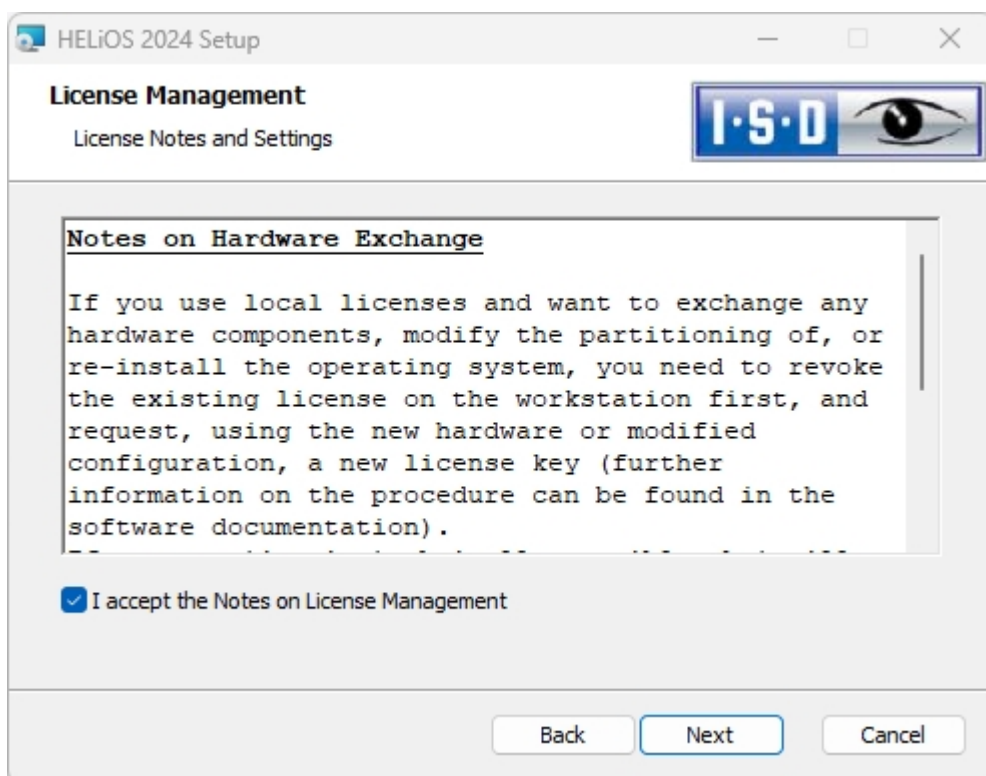 HELiOS 2024 Setup
License Management
License Notes and Settings
I·S·D
Notes on Hardware Exchange
If you use local licenses and want to exchange any
hardware components, modify the partitioning of, or
re-install the operating system, you need to revoke
the existing license on the workstation first, and
request, using the new hardware or modified
configuration, a new license key (further
information on the procedure can be found in the
software documentation).
I accept the Notes on License Management
Back
Next
Cancel